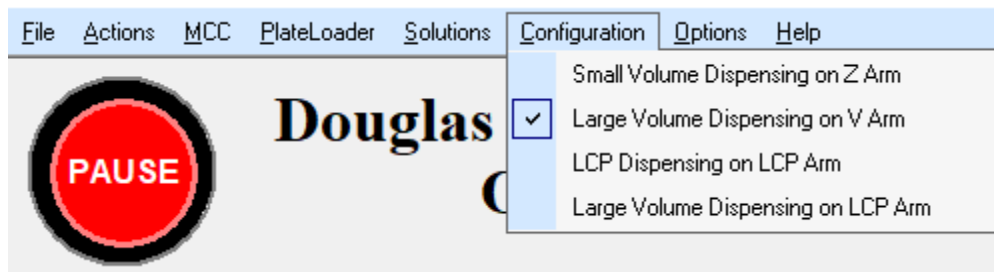 File Actions MCC PlateLoader Solutions Configuration Options Help
Small Volume Dispensing on Z Arm
Large Volume Dispensing on V Arm
LCP Dispensing on LCP Arm
Large Volume Dispensing on LCP Arm
PAUSE
Douglas